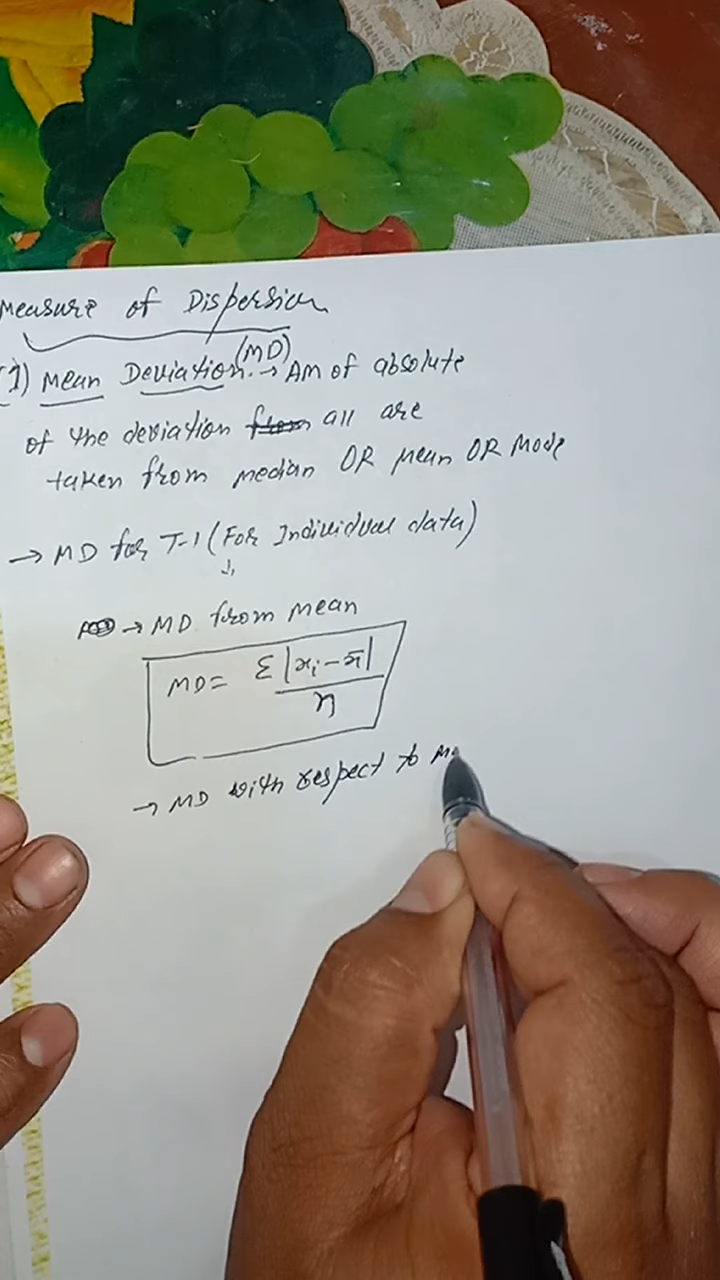 Measure of Dispersion
(1) Mean Deviation (MD) → AM of absolute
of the deviation all are
taken from median OR mean OR Mode
→ MD for T-1 (For Individual data)
↓
→ MD from mean
MD = Σ|xi - x̄| / n
→ MD with respect to M